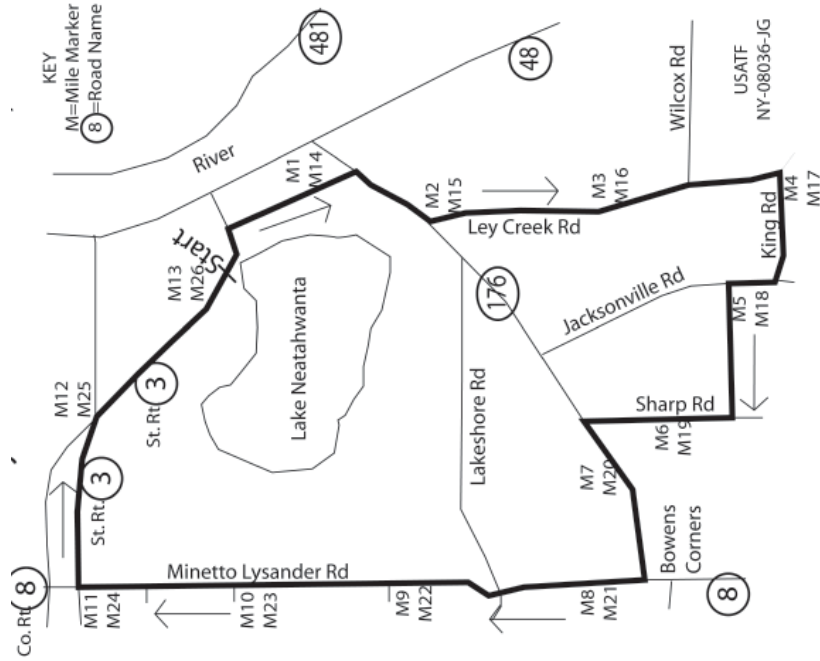 KEY
M=Mile Marker
8 =Road Name
481
48
River
USATF
NY-08036-JG
Wilcox Rd
M1
M14
M2
M15
M3
M16
M4
M17
Ley Creek Rd
King Rd
Start
M13
M26
176
Jacksonville Rd
M5
M18
M12
M25
3
St. Rt.
Lake Neatahwanta
Lakeshore Rd
Sharp Rd
M6
M19
M7
M20
3
St. Rt.
Minetto Lysander Rd
Bowens
Corners
Co. Rt.
8
M11
M24
M10
M23
M9
M22
M8
M21
8